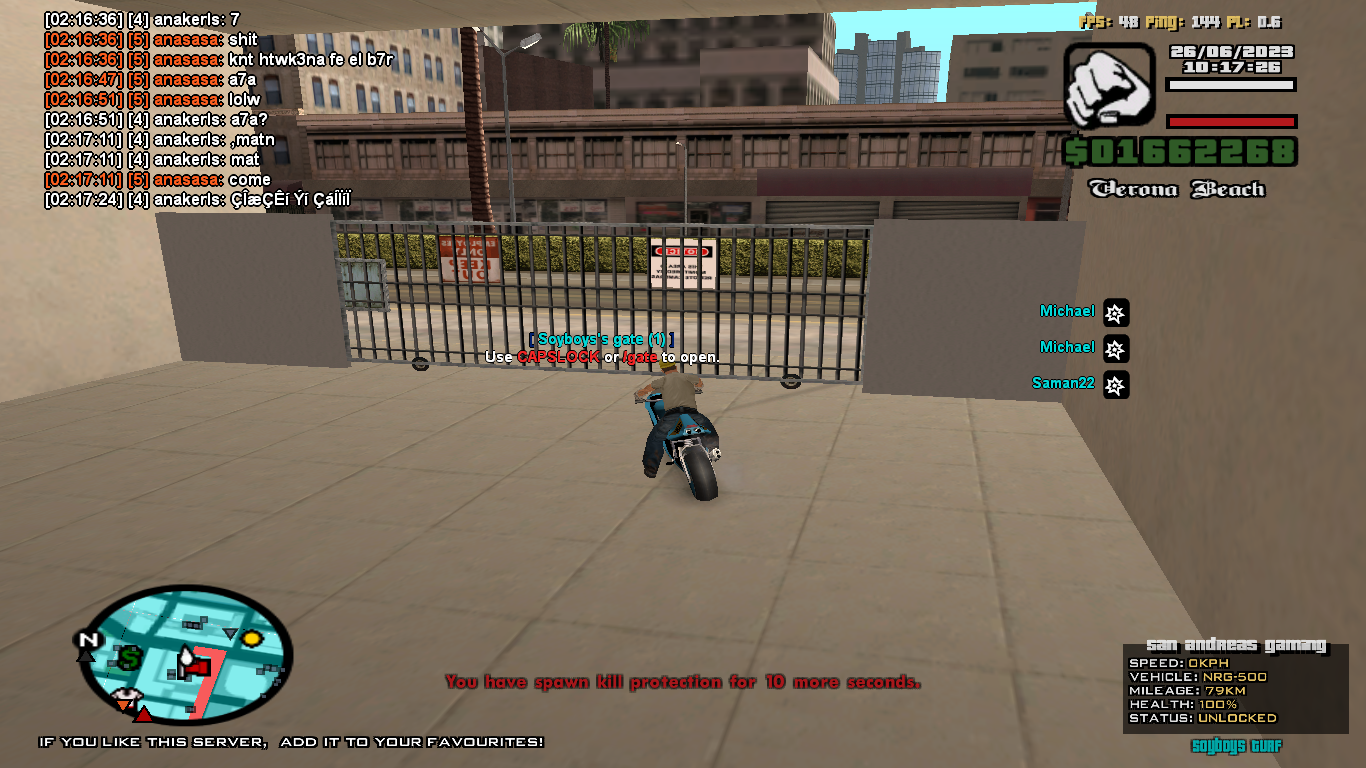 [02:16:36] [4] anakerls: 7
[02:16:36] [5] anasasa: shit
[02:16:36] [5] anasasa: knt htwk3na fe el b7r
[02:16:47] [5] anasasa: a7a
[02:16:51] [5] anasasa: lolw
[02:16:51] [4] anakerls: a7a?
[02:17:11] [4] anakerls: ,matn
[02:17:11] [4] anakerls: mat
[02:17:11] [5] anasasa: come
[02:17:24] [4] anakerls: ÇÎæÇÊí Ýí ÇáÍÏíÏ
FPS: 48 Ping: 144 PL: 0.6
26/06/2023
10:17:26
$01662268
Verona Beach
Michael
Michael
Saman22
[ Soyboys's gate (1) ]
Use CAPSLOCK or /gate to open.
N
You have spawn kill protection for 10 more seconds.
IF YOU LIKE THIS SERVER, ADD IT TO YOUR FAVOURITES!
san andreas gaming
SPEED: 0KPH
VEHICLE: NRG-500
MILEAGE: 79KM
HEALTH: 100%
STATUS: UNLOCKED
SOYBOYS TURF